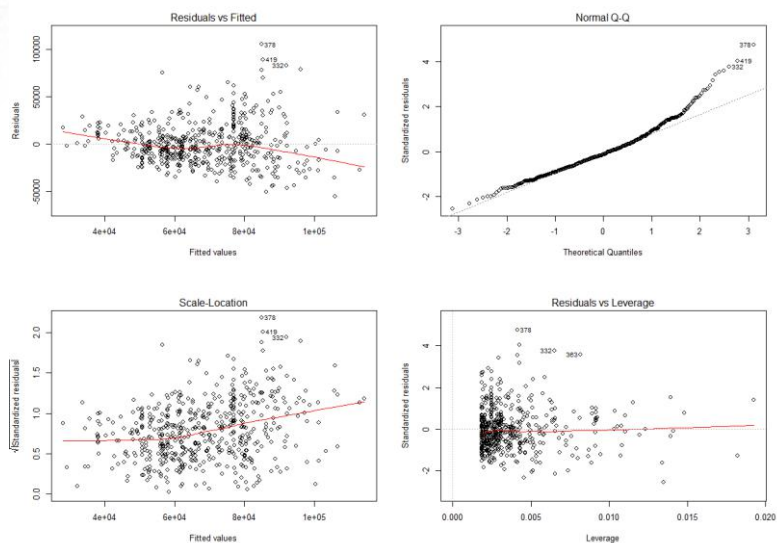 Residuals vs Fitted
Residuals
-50000 0 50000 100000
378
419
332
4e+04 6e+04 8e+04 1e+05
Fitted values
Normal Q-Q
Standardized residuals
-2 0 2 4
378
419
332
-3 -2 -1 0 1 2 3
Theoretical Quantiles
Scale-Location
√|Standardized residuals|
0.0 0.5 1.0 1.5 2.0
378
419
332
4e+04 6e+04 8e+04 1e+05
Fitted values
Residuals vs Leverage
Standardized residuals
-2 0 2 4
378
332
363
0.000 0.005 0.010 0.015 0.020
Leverage